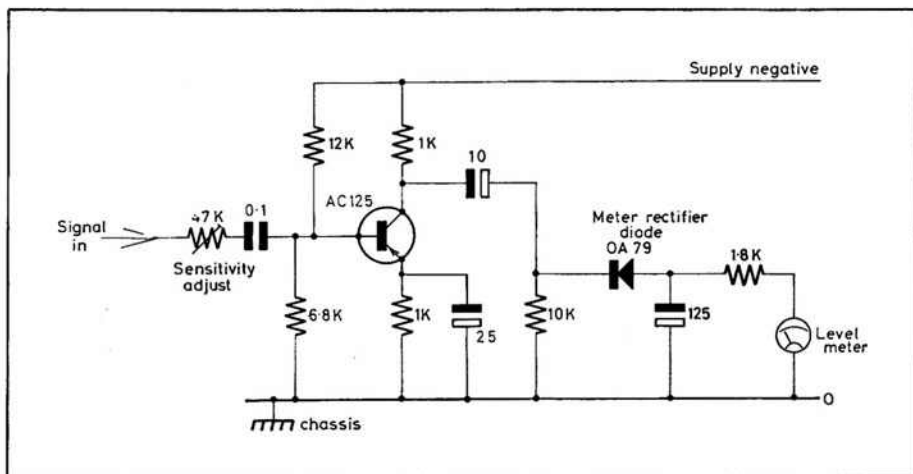 Supply negative
12K
1K
10
AC125
47K
0·1
Signal
in
Sensitivity
adjust
Meter rectifier
diode
OA 79
1·8K
6·8K
1K
25
10K
125
Level
meter
chassis
O